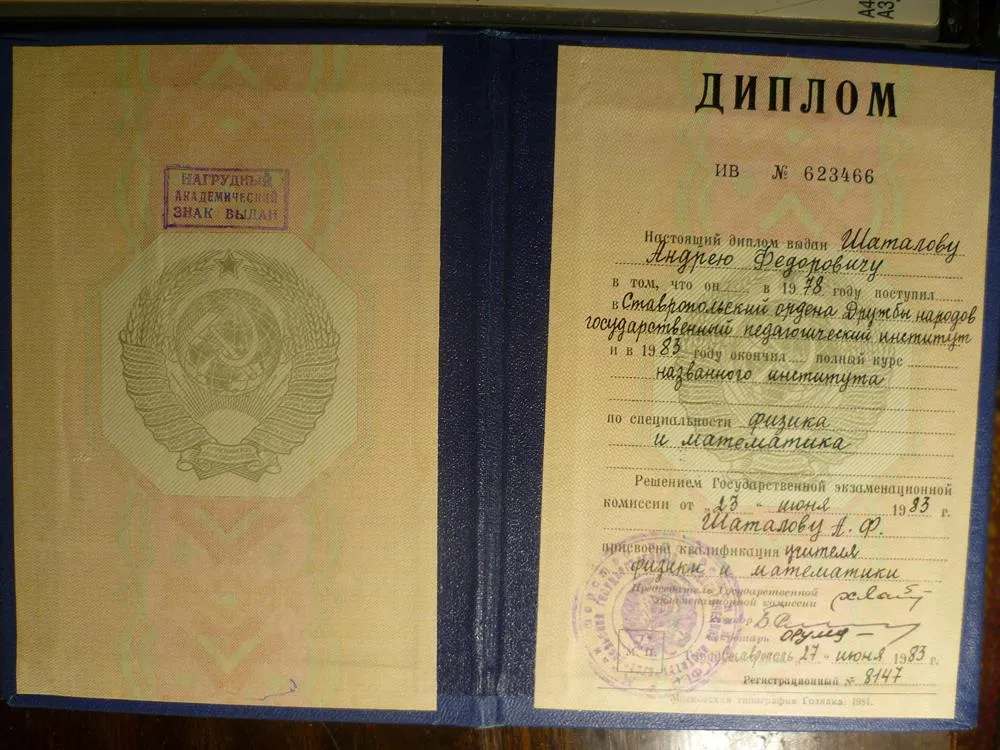 А4
А3
НАГРУДНЫЙ
АКАДЕМИЧЕСКИЙ
ЗНАК ВЫДАН
ДИПЛОМ
ИВ № 623466
Настоящий диплом выдан Шаталову
Андрею Федоровичу
в том, что он в 1978 году поступил
в Ставропольский ордена Дружбы народов
государственный педагогический институт
и в 1983 году окончил полный курс
названного института
по специальности физика
и математика
Решением Государственной экзаменационной
комиссии от „23" июня 1983 г.
Шаталову А. Ф.
присвоена квалификация учителя
физики и математики
Председатель Государственной
экзаменационной комиссии
Ректор
Секретарь
М. П.
Город Ставрополь 27 " июня 1983 г.
Регистрационный № 8147
Московская типография Гознака. 1981.